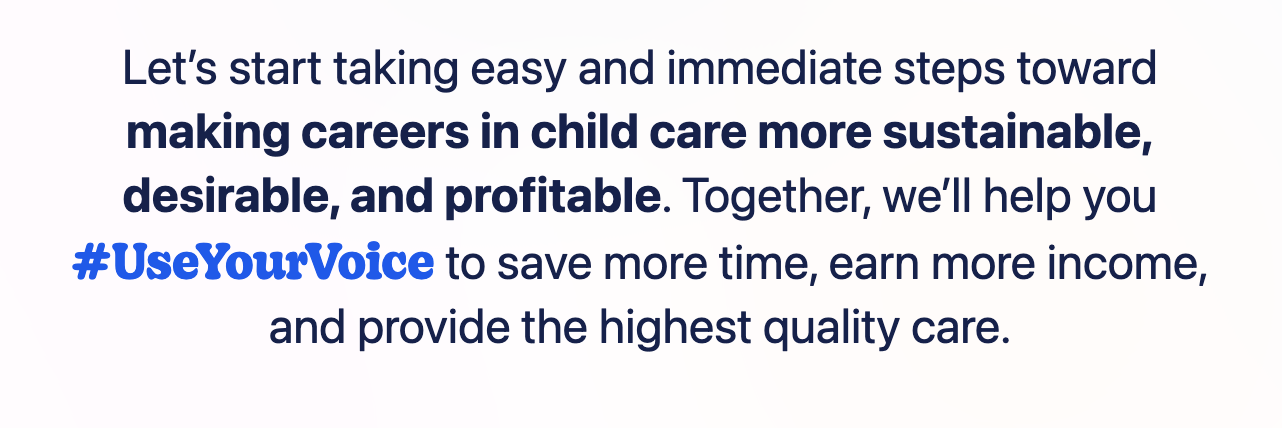 Let’s start taking easy and immediate steps toward
making careers in child care more sustainable,
desirable, and profitable. Together, we’ll help you
#UseYourVoice to save more time, earn more income,
and provide the highest quality care.